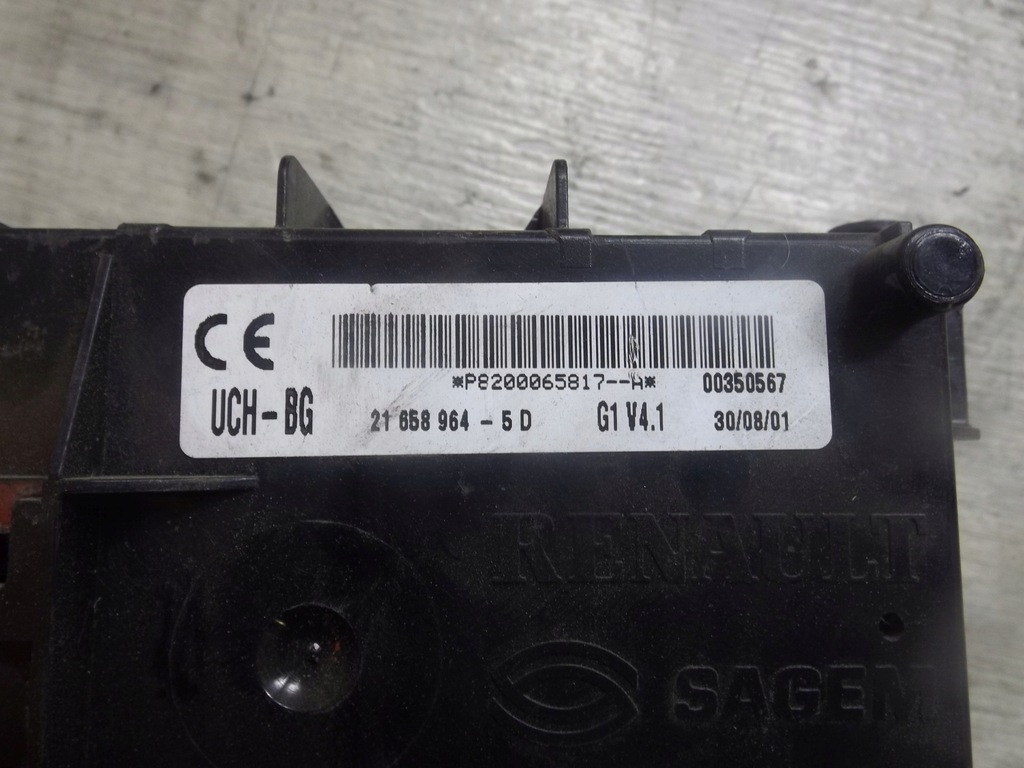 CE
*P8200065817--A* 00350567
UCH-BG 21 658 964 - 5 D G1 V4.1 30/08/01
RENAULT
SAGEM